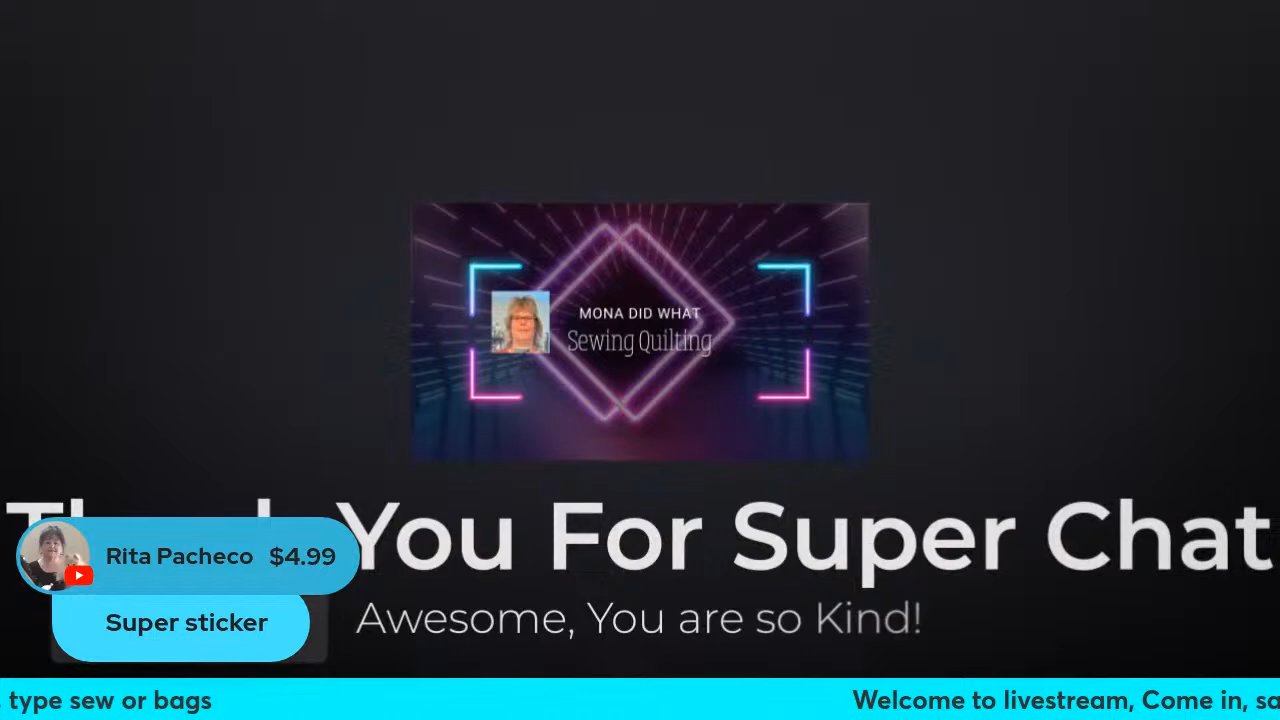 MONA DID WHAT
Sewing Quilting
You For Super Chat
Rita Pacheco $4.99
Awesome, You are so Kind!
Super sticker
type sew or bags
Welcome to livestream, Come in,